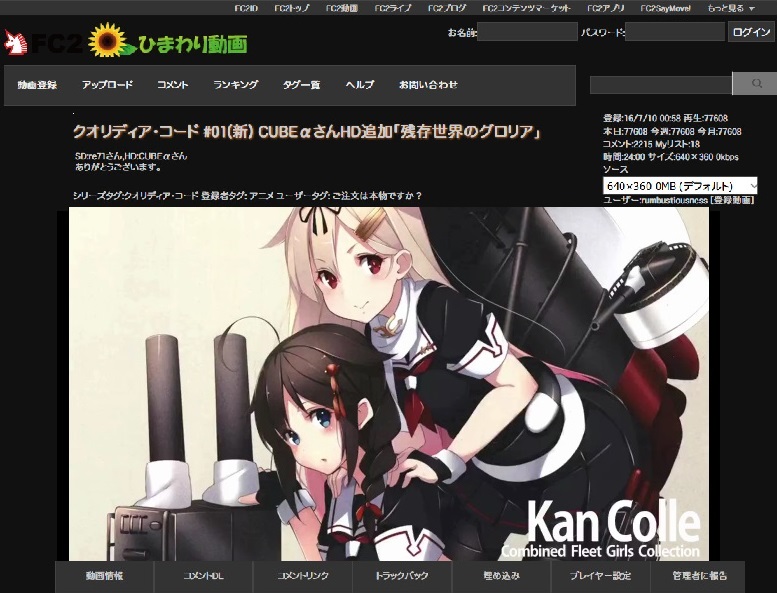 FC2ID FC2トップ FC2動画 FC2ライブ FC2ブログ FC2コンテンツマーケット FC2アプリ FC2SayMove! もっと見る
FC2 ひまわり動画
お名前: パスワード: ログイン
動画登録 アップロード コメント ランキング タグ一覧 ヘルプ お問い合わせ
クオリディア・コード #01(新) CUBEαさんHD追加「残存世界のグロリア」
SD:re71さん,HD:CUBEαさん
ありがとうございます。
シリーズタグ:クオリディア・コード 登録者タグ: アニメ ユーザータグ: ご注文は本物ですか？
登録:16/7/10 00:58 再生:77608
本日:77608 今週:77608 今月:77608
コメント:2215 Myリスト:18
時間:24:00 サイズ:640×360 0kbps
ソース
640×360 0MB (デフォルト)
ユーザー:rumbustiousness [登録動画]
Kan Colle
Combined Fleet Girls Collection
動画情報 コメントDL コメントリンク トラックバック 埋め込み プレイヤー設定 管理者に報告